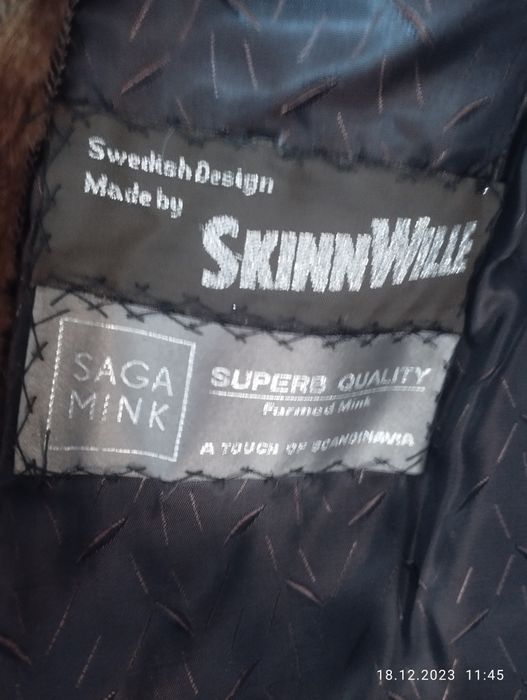 Swedish Design
Made by
SKINNWILLE
SAGA
MINK
SUPERB QUALITY
Farmed Mink
A TOUCH OF SCANDINAVIA
18.12.2023 11:45